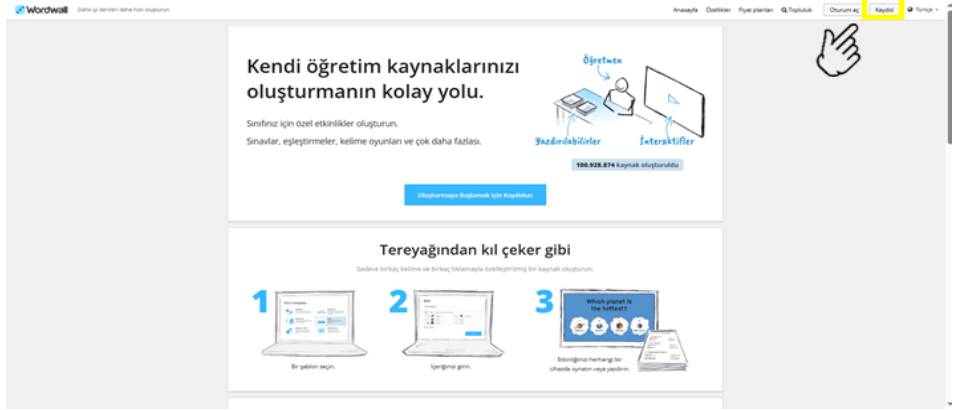 Wordwall Daha iyi dersleri daha hızlı oluşturun
Anasayfa Özellikler Fiyat planları Topluluk Oturum aç Kaydol Türkçe
Kendi öğretim kaynaklarınızı
oluşturmanın kolay yolu.
Sınıfınız için özel etkinlikler oluşturun.
Sınavlar, eşleştirmeler, kelime oyunları ve çok daha fazlası.
Öğretmen
Yazdırılabilirler
İnteraktifler
100.928.874 kaynak oluşturuldu
Oluşturmaya Başlamak için Kaydolun
Tereyağından kıl çeker gibi
Sadece birkaç kelime ve birkaç tıklamayla özelleştirilmiş bir kaynak oluşturun.
1
2
3
Which planet is
the hottest?
Bir şablon seçin.
İçeriğinizi girin.
Etkinliğinizi herhangi bir
cihazda oynatın veya yazdırın.